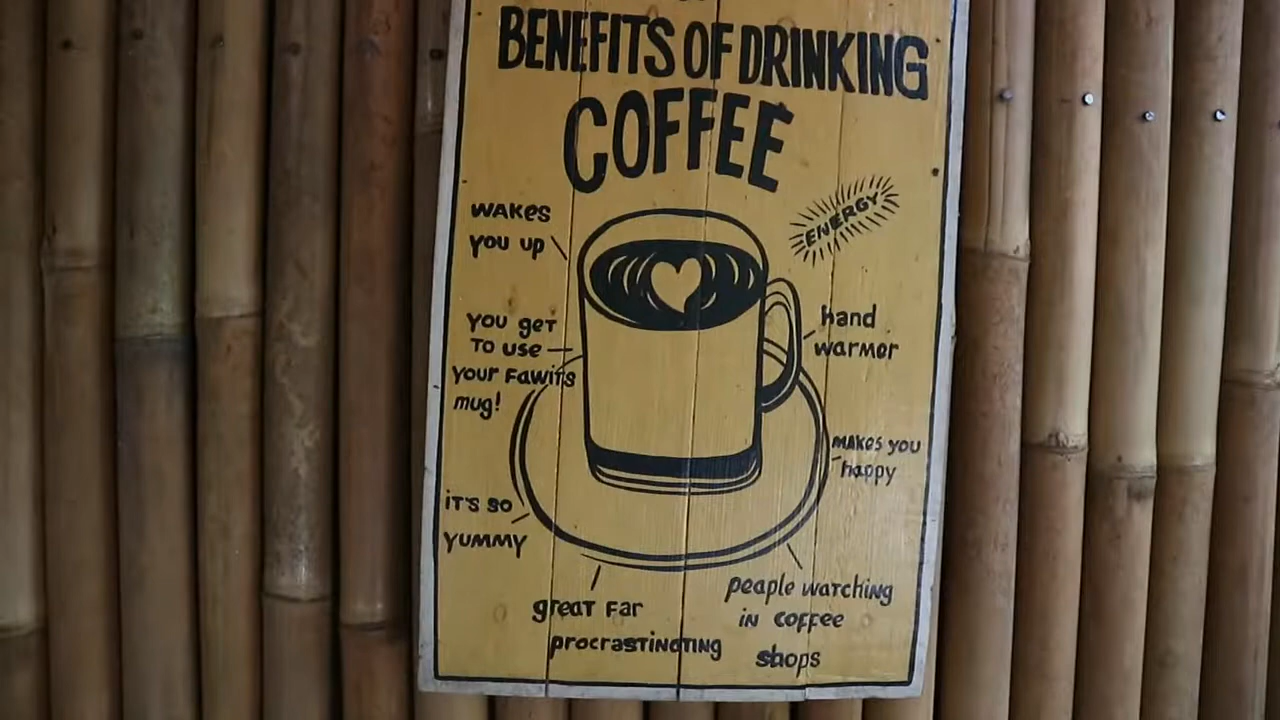 BENEFITS OF DRINKING
COFFEE
WAKES
YOU UP
ENERGY
YOU GET
TO USE
YOUR FAWITS
MUG!
hand
warmer
MAKES YOU
happy
IT'S SO
YUMMY
great FAR
procrastinating
peaple watching
IN COFFEE
shops